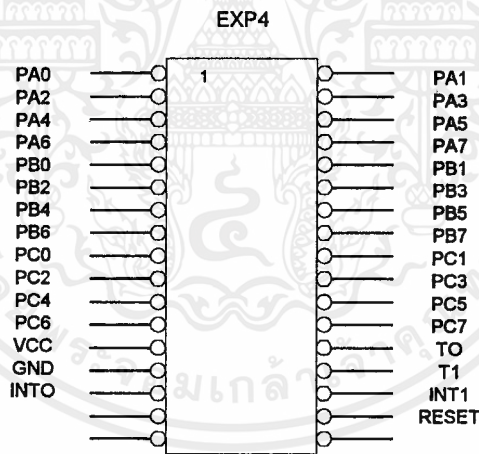 EXP4
1
PA0 PA1
PA2 PA3
PA4 PA5
PA6 PA7
PB0 PB1
PB2 PB3
PB4 PB5
PB6 PB7
PC0 PC1
PC2 PC3
PC4 PC5
PC6 PC7
VCC TO
GND T1
INTO INT1
RESET